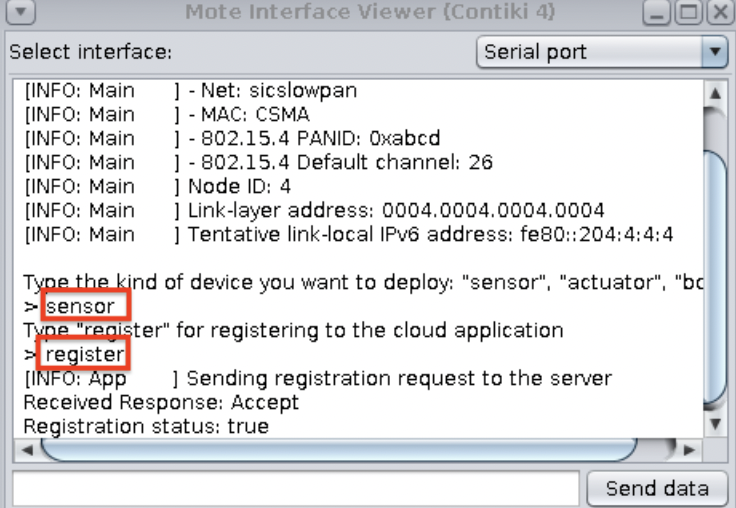 Mote Interface Viewer (Contiki 4)
Select interface: Serial port
[INFO: Main ] - Net: sicslowpan
[INFO: Main ] - MAC: CSMA
[INFO: Main ] - 802.15.4 PANID: 0xabcd
[INFO: Main ] - 802.15.4 Default channel: 26
[INFO: Main ] Node ID: 4
[INFO: Main ] Link-layer address: 0004.0004.0004.0004
[INFO: Main ] Tentative link-local IPv6 address: fe80::204:4:4:4
Type the kind of device you want to deploy: "sensor", "actuator", "bo
> sensor
Type "register" for registering to the cloud application
> register
[INFO: App ] Sending registration request to the server
Received Response: Accept
Registration status: true
Send data